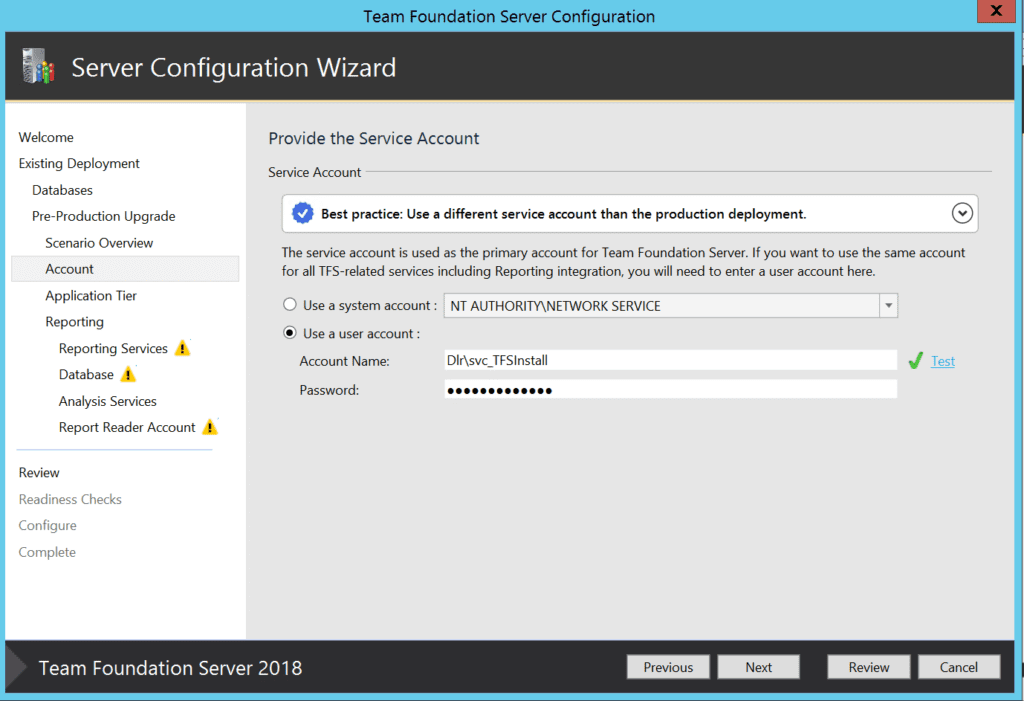 Team Foundation Server Configuration
x
Server Configuration Wizard
Welcome
Existing Deployment
Databases
Pre-Production Upgrade
Scenario Overview
Account
Application Tier
Reporting
Reporting Services
Database
Analysis Services
Report Reader Account
Review
Readiness Checks
Configure
Complete
Provide the Service Account
Service Account
Best practice: Use a different service account than the production deployment.
The service account is used as the primary account for Team Foundation Server. If you want to use the same account
for all TFS-related services including Reporting integration, you will need to enter a user account here.
Use a system account : NT AUTHORITY\NETWORK SERVICE
Use a user account :
Account Name: Dlr\svc_TFSInstall Test
Password: ●●●●●●●●●●●●●
Team Foundation Server 2018
Previous Next Review Cancel